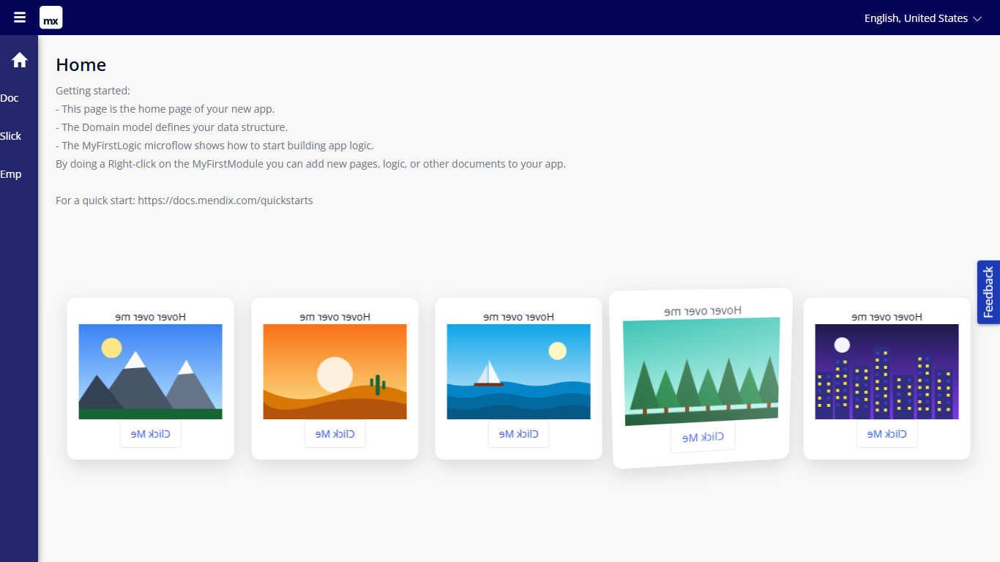 mx
English, United States
Home
Doc
Slick
Emp
Getting started:
- This page is the home page of your new app.
- The Domain model defines your data structure.
- The MyFirstLogic microflow shows how to start building app logic.
By doing a Right-click on the MyFirstModule you can add new pages, logic, or other documents to your app.
For a quick start: https://docs.mendix.com/quickstarts
Feedback
Hover over me
Hover over me
Hover over me
Hover over me
Hover over me
Click Me
Click Me
Click Me
Click Me
Click Me